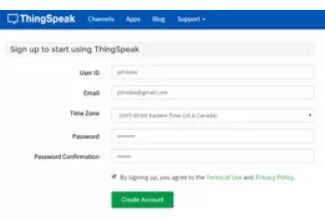 ThingSpeak Channels Apps Blog Support
Sign up to start using ThingSpeak
User ID johndoe
Email johndoe@gmail.com
Time Zone (GMT-05:00) Eastern Time (US & Canada)
Password
Password Confirmation
By signing up, you agree to the Terms of Use and Privacy Policy.
Create Account